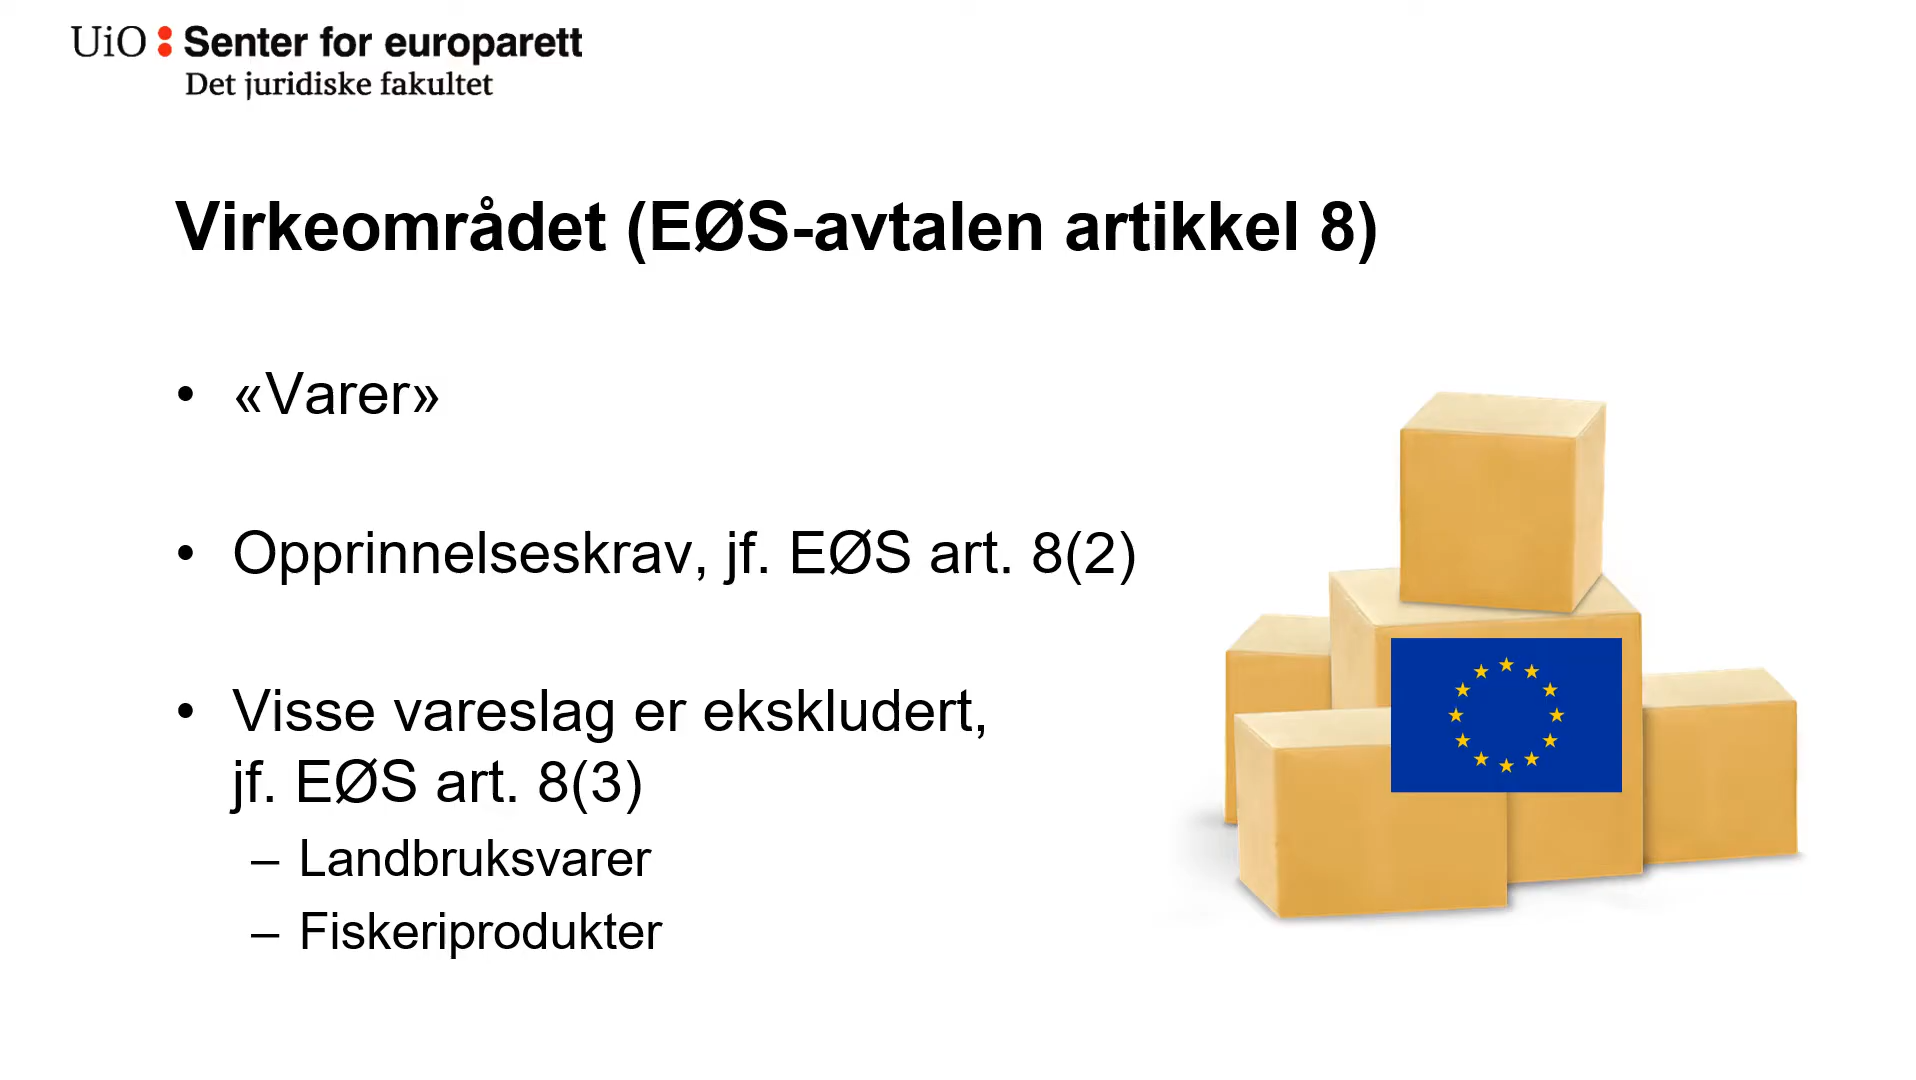 UiO : Senter for europarett
Det juridiske fakultet
Virkeområdet (EØS-avtalen artikkel 8)
• «Varer»
• Opprinnelseskrav, jf. EØS art. 8(2)
• Visse vareslag er ekskludert,
jf. EØS art. 8(3)
– Landbruksvarer
– Fiskeriprodukter